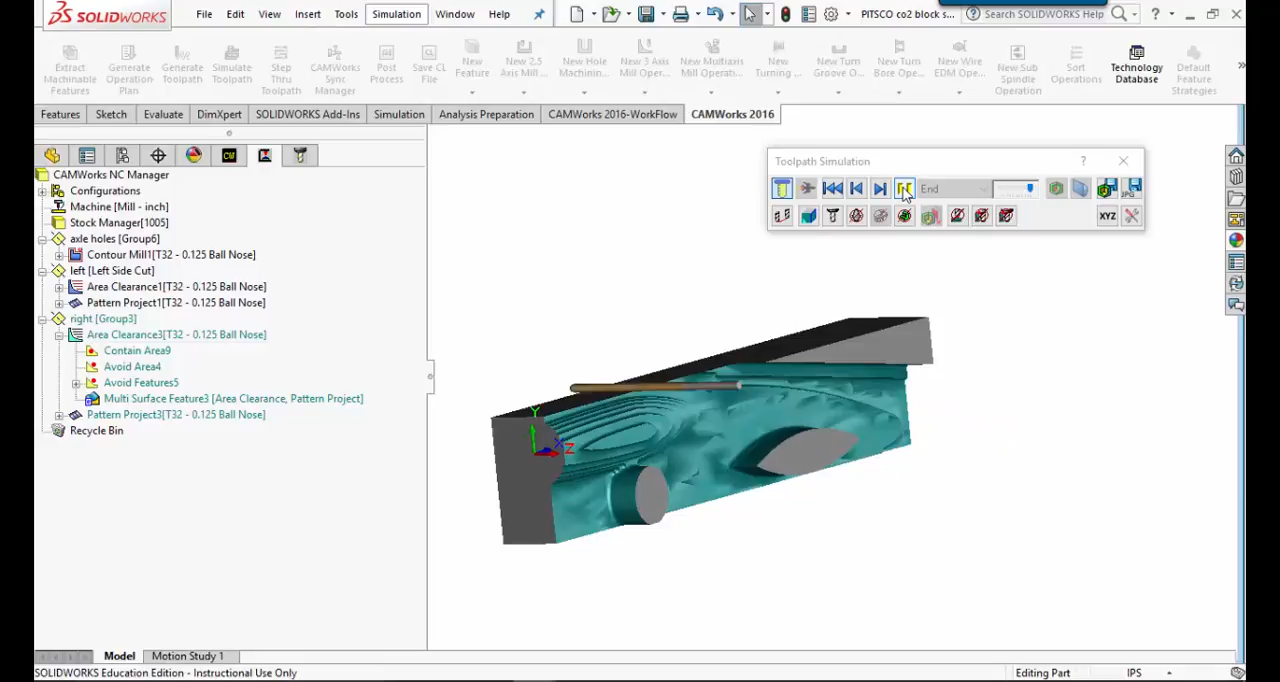 SOLIDWORKS File Edit View Insert Tools Simulation Window Help PITSCO co2 block s... Search SOLIDWORKS Help ?
Extract Machinable Features
Generate Operation Plan
Generate Toolpath
Simulate Toolpath
Step Thru Toolpath
CAMWorks Sync Manager
Post Process
Save CL File
New Feature
New 2.5 Axis Mill ...
New Hole Machinin...
New 3 Axis Mill Oper...
New Multiaxis Mill Operati...
New Turning ...
New Turn Groove O...
New Turn Bore Ope...
New Wire EDM Ope...
New Sub Spindle Operation
Sort Operations
Technology Database
Default Feature Strategies
Features Sketch Evaluate DimXpert SOLIDWORKS Add-Ins Simulation Analysis Preparation CAMWorks 2016-WorkFlow CAMWorks 2016
CW
CAMWorks NC Manager
Configurations
Machine [Mill - inch]
Stock Manager[1005]
axle holes [Group6]
Contour Mill1[T32 - 0.125 Ball Nose]
left [Left Side Cut]
Area Clearance1[T32 - 0.125 Ball Nose]
Pattern Project1[T32 - 0.125 Ball Nose]
right [Group3]
Area Clearance3[T32 - 0.125 Ball Nose]
Contain Area9
Avoid Area4
Avoid Features5
Multi Surface Feature3 [Area Clearance, Pattern Project]
Pattern Project3[T32 - 0.125 Ball Nose]
Recycle Bin
Toolpath Simulation ?
End
JPG
XYZ
Y
X
Z
Model Motion Study 1
SOLIDWORKS Education Edition - Instructional Use Only Editing Part IPS